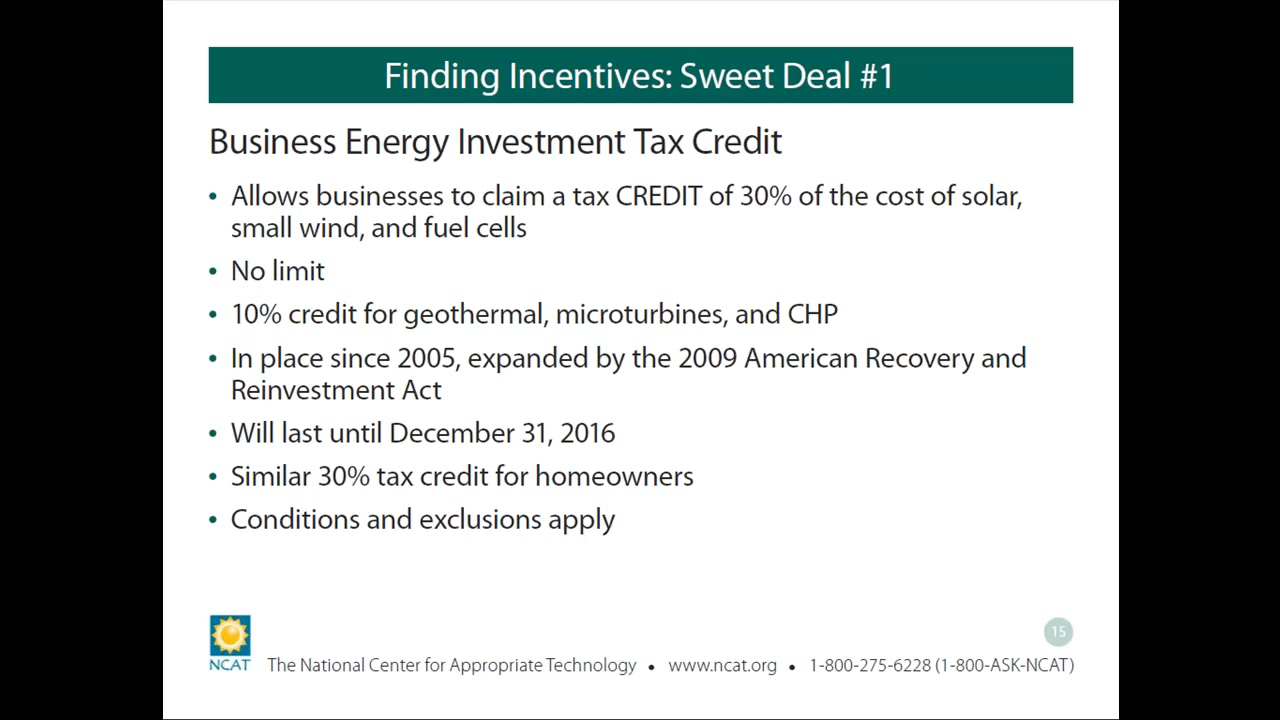 Finding Incentives: Sweet Deal #1
Business Energy Investment Tax Credit
• Allows businesses to claim a tax CREDIT of 30% of the cost of solar,
small wind, and fuel cells
• No limit
• 10% credit for geothermal, microturbines, and CHP
• In place since 2005, expanded by the 2009 American Recovery and
Reinvestment Act
• Will last until December 31, 2016
• Similar 30% tax credit for homeowners
• Conditions and exclusions apply
15
NCAT The National Center for Appropriate Technology • www.ncat.org • 1-800-275-6228 (1-800-ASK-NCAT)